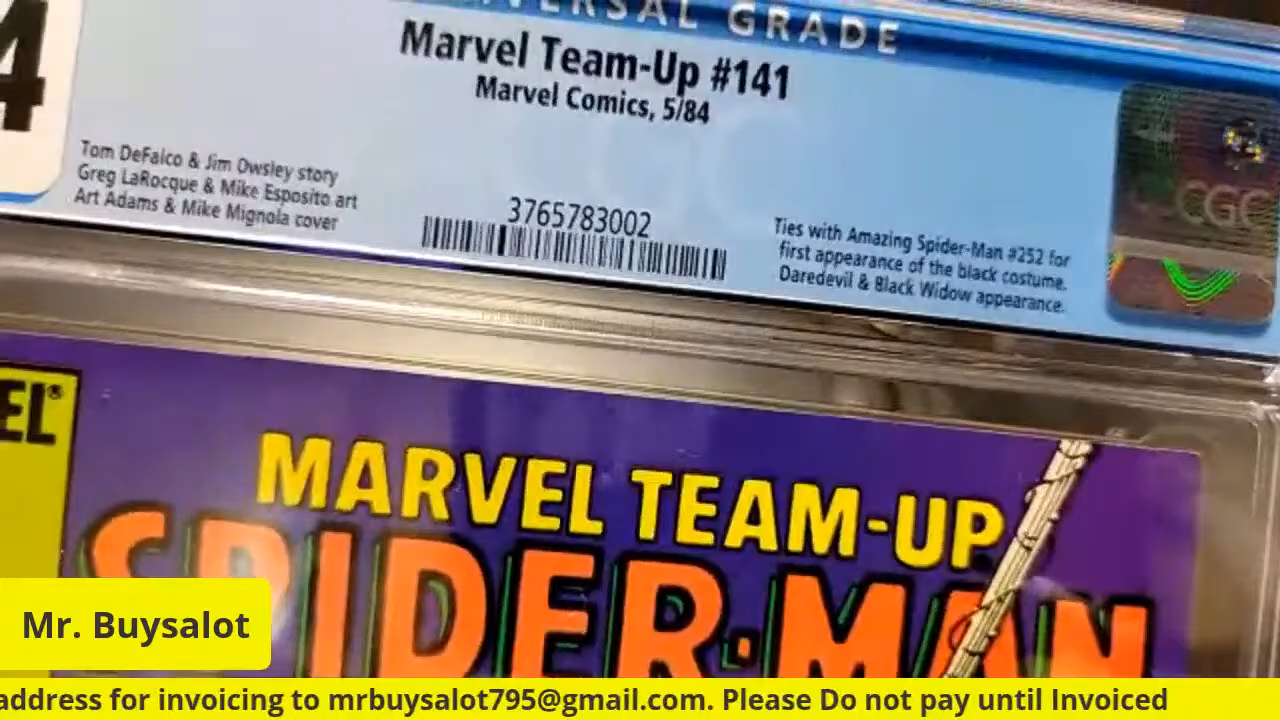 UNIVERSAL GRADE
4
Marvel Team-Up #141
Marvel Comics, 5/84
Tom DeFalco & Jim Owsley story
Greg LaRocque & Mike Esposito art
Art Adams & Mike Mignola cover
3765783002
Ties with Amazing Spider-Man #252 for
first appearance of the black costume.
Daredevil & Black Widow appearance.
CGC
CGC
EL®
MARVEL TEAM-UP
SPIDER-MAN
Mr. Buysalot
address for invoicing to mrbuysalot795@gmail.com. Please Do not pay until Invoiced